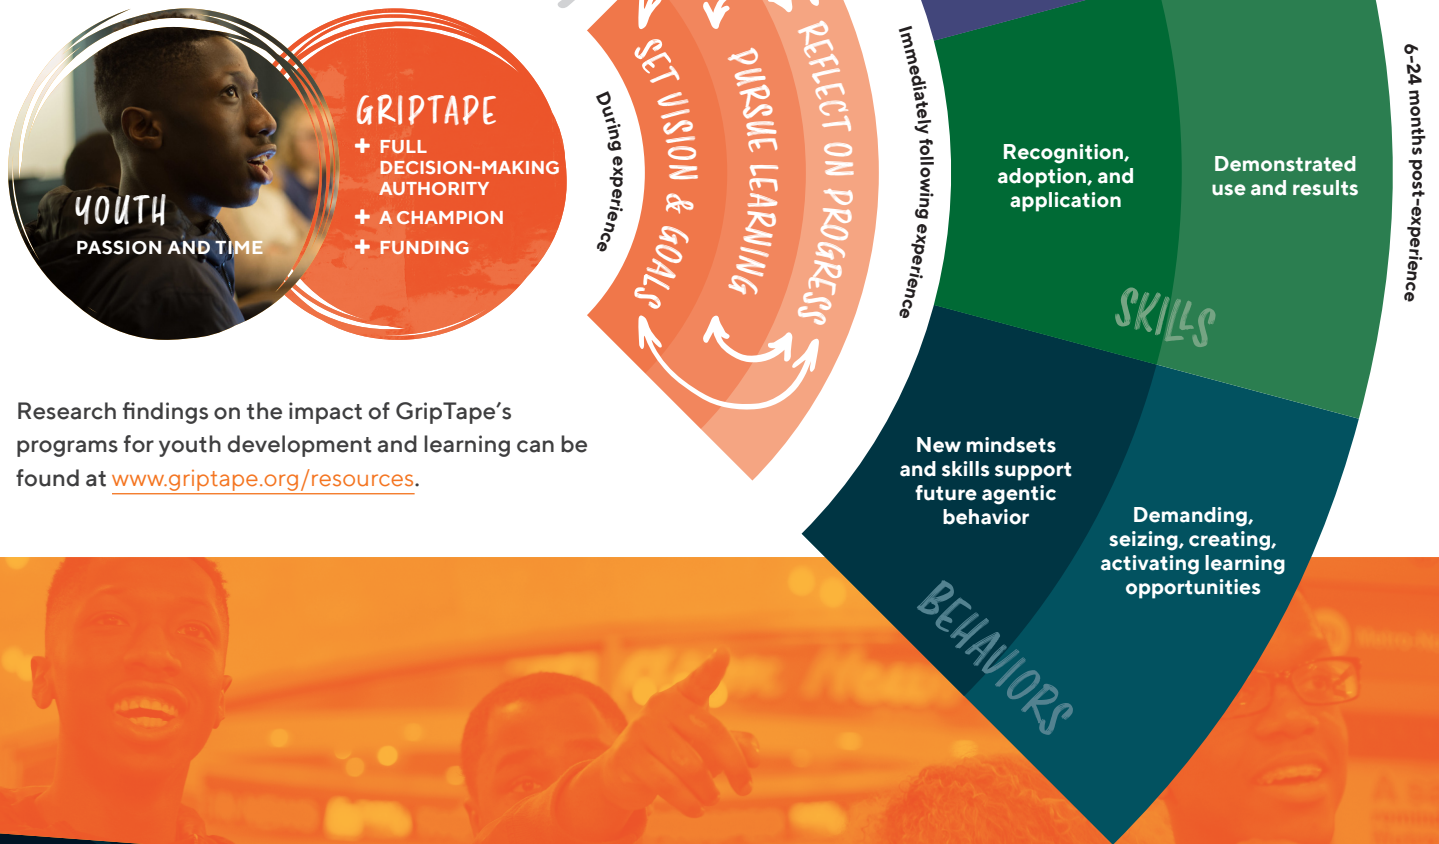 YOUTH
PASSION AND TIME
GRIPTAPE
+ FULL
DECISION-MAKING
AUTHORITY
+ A CHAMPION
+ FUNDING
During experience
SET VISION & GOALS
PURSUE LEARNING
REFLECT ON PROGRESS
Immediately following experience
Recognition,
adoption, and
application
Demonstrated
use and results
SKILLS
6–24 months post-experience
New mindsets
and skills support
future agentic
behavior
Demanding,
seizing, creating,
activating learning
opportunities
BEHAVIORS
Research findings on the impact of GripTape’s
programs for youth development and learning can be
found at www.griptape.org/resources.